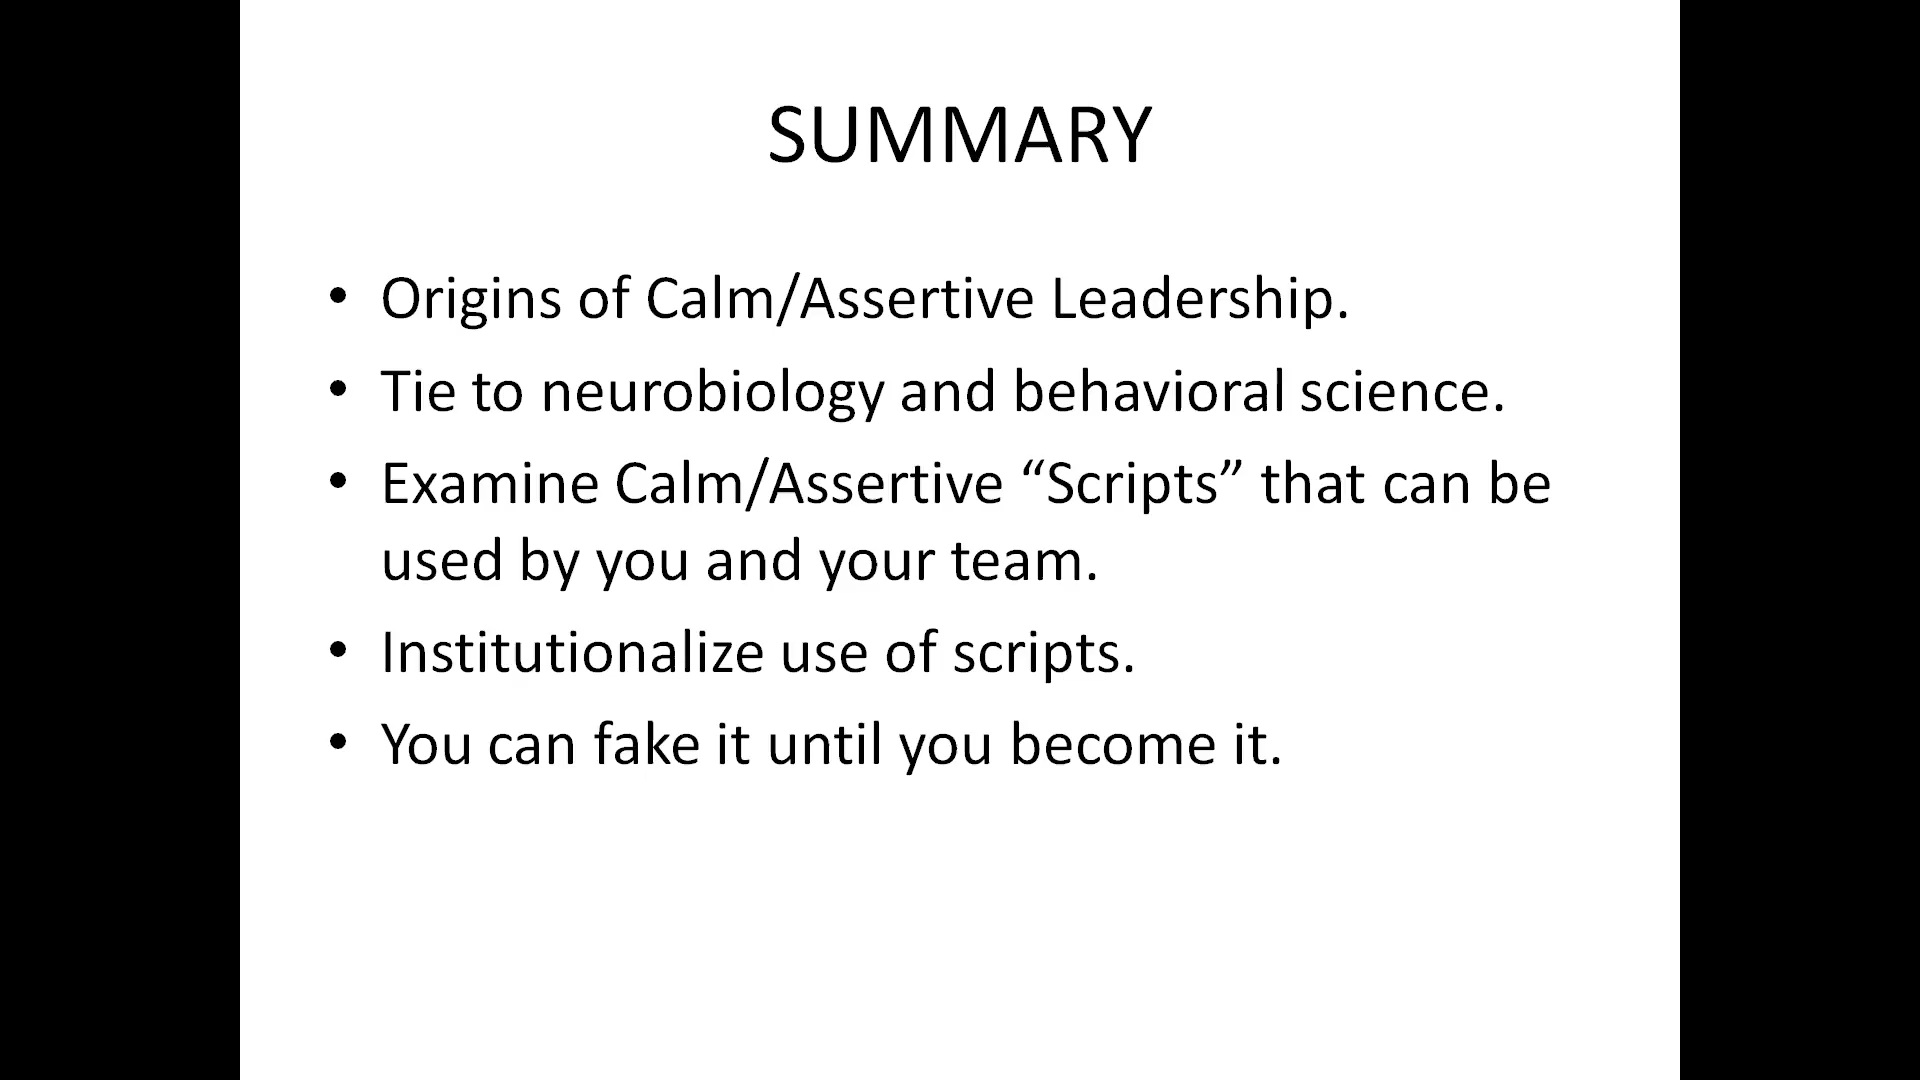 SUMMARY
• Origins of Calm/Assertive Leadership.
• Tie to neurobiology and behavioral science.
• Examine Calm/Assertive “Scripts” that can be
used by you and your team.
• Institutionalize use of scripts.
• You can fake it until you become it.